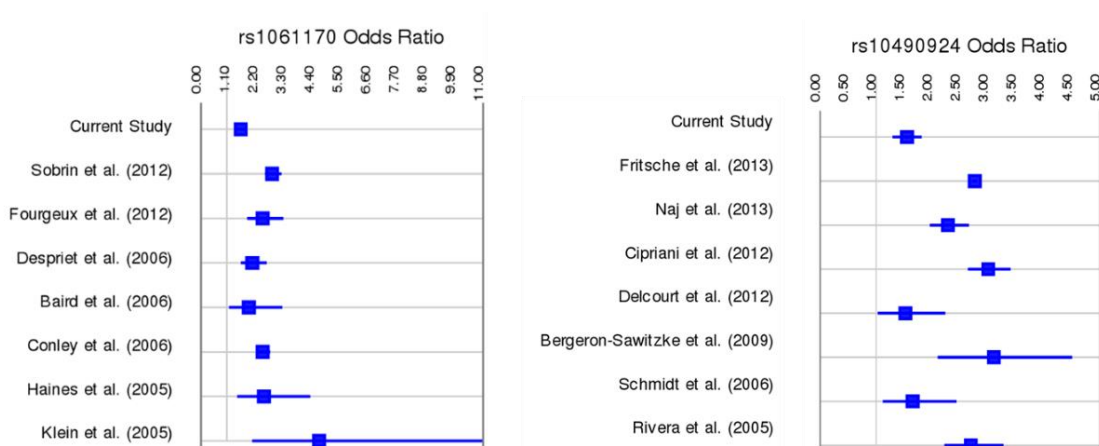 rs1061170 Odds Ratio
0.00
1.10
2.20
3.30
4.40
5.50
6.60
7.70
8.80
9.90
11.00
Current Study
Sobrin et al. (2012)
Fourgeux et al. (2012)
Despriet et al. (2006)
Baird et al. (2006)
Conley et al. (2006)
Haines et al. (2005)
Klein et al. (2005)
rs10490924 Odds Ratio
0.00
0.50
1.00
1.50
2.00
2.50
3.00
3.50
4.00
4.50
5.00
Current Study
Fritsche et al. (2013)
Naj et al. (2013)
Cipriani et al. (2012)
Delcourt et al. (2012)
Bergeron-Sawitzke et al. (2009)
Schmidt et al. (2006)
Rivera et al. (2005)